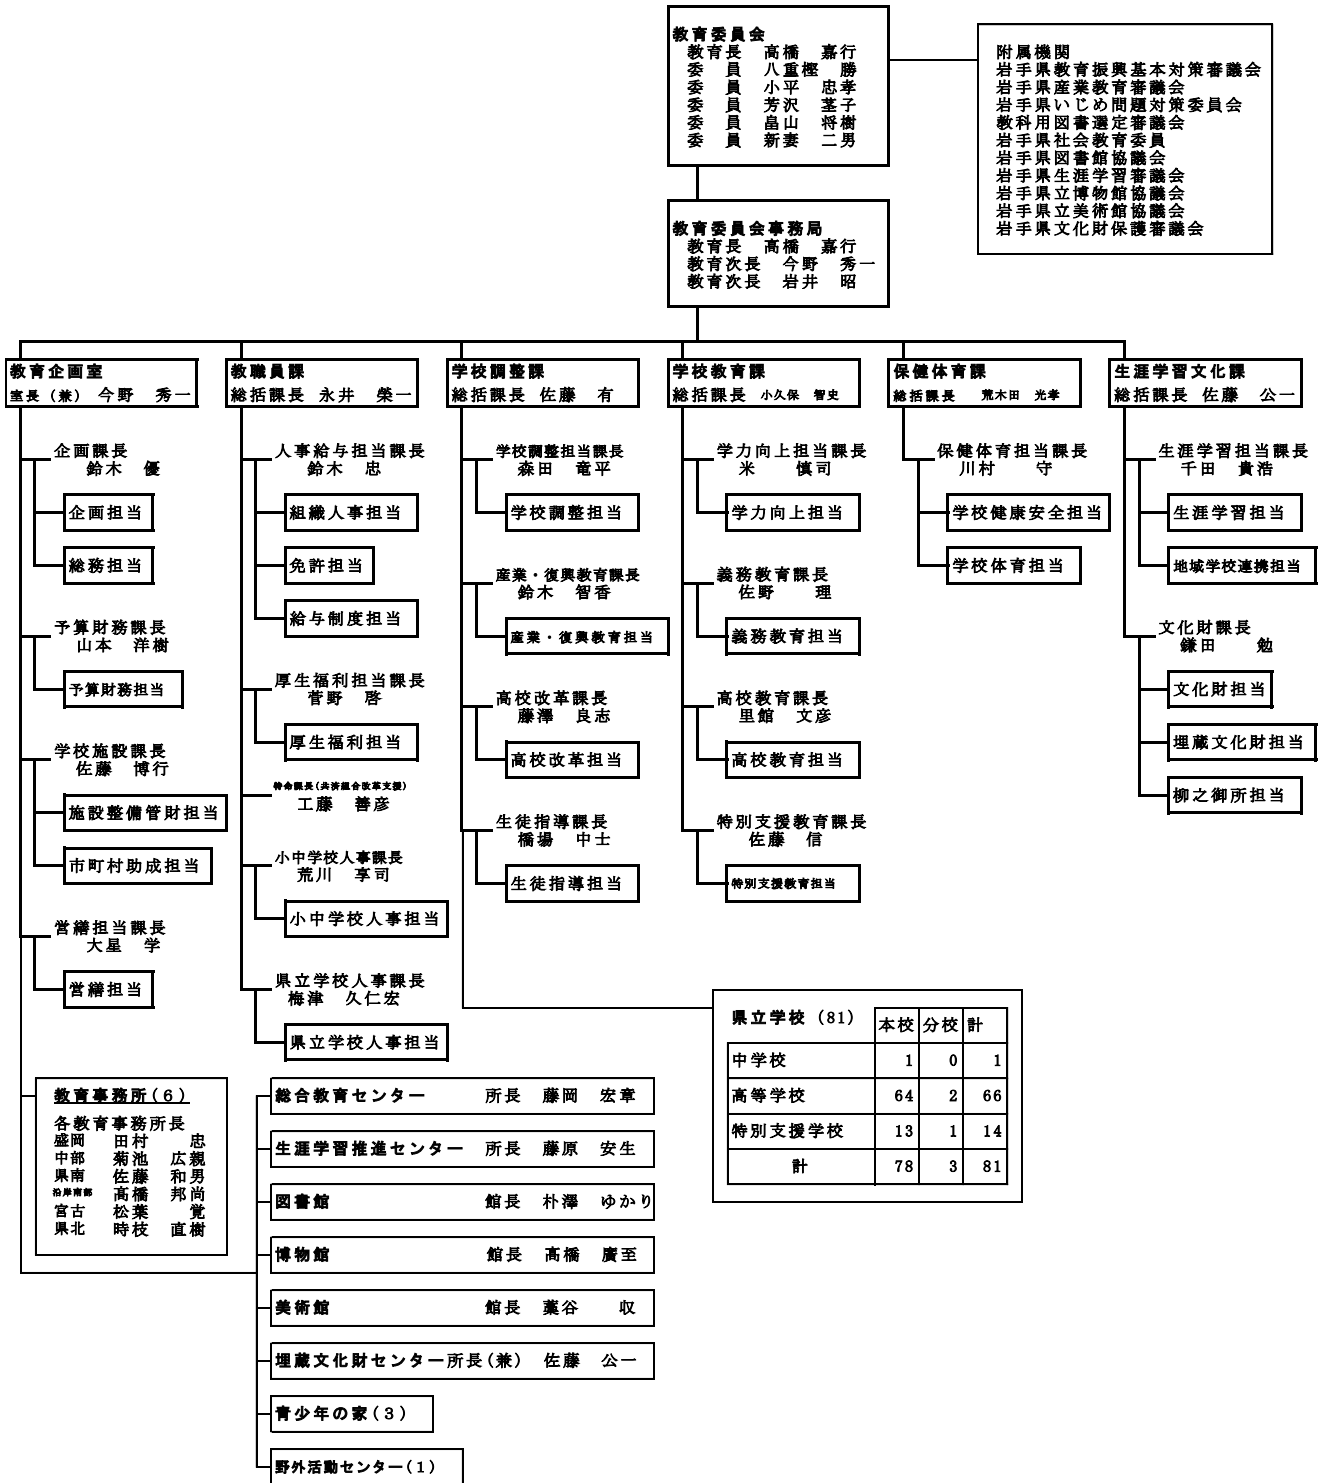 教育委員会
教育長　高橋　嘉行
委　員　八重樫　勝
委　員　小平　忠孝
委　員　芳沢　茎子
委　員　畠山　将樹
委　員　新妻　二男
附属機関
岩手県教育振興基本対策審議会
岩手県産業教育審議会
岩手県いじめ問題対策委員会
教科用図書選定審議会
岩手県社会教育委員
岩手県図書館協議会
岩手県生涯学習審議会
岩手県立博物館協議会
岩手県立美術館協議会
岩手県文化財保護審議会
教育委員会事務局
教育長　高橋　嘉行
教育次長　今野　秀一
教育次長　岩井　昭
教育企画室
室長（兼）　今野　秀一
企画課長
鈴木　優
企画担当
総務担当
予算財務課長
山本　洋樹
予算財務担当
学校施設課長
佐藤　博行
施設整備管財担当
市町村助成担当
営繕担当課長
大星　学
営繕担当
教職員課
総括課長　永井　榮一
人事給与担当課長
鈴木　忠
組織人事担当
免許担当
給与制度担当
厚生福利担当課長
菅野　啓
厚生福利担当
特命課長(共済組合改革支援)
工藤　善彦
小中学校人事課長
荒川　享司
小中学校人事担当
県立学校人事課長
梅津　久仁宏
県立学校人事担当
学校調整課
総括課長　佐藤　有
学校調整担当課長
森田　竜平
学校調整担当
産業・復興教育課長
鈴木　智香
産業・復興教育担当
高校改革課長
藤澤　良志
高校改革担当
生徒指導課長
橋場　中士
生徒指導担当
学校教育課
総括課長　小久保　智史
学力向上担当課長
米　慎司
学力向上担当
義務教育課長
佐野　理
義務教育担当
高校教育課長
里館　文彦
高校教育担当
特別支援教育課長
佐藤　信
特別支援教育担当
保健体育課
総括課長　荒木田　光孝
保健体育担当課長
川村　守
学校健康安全担当
学校体育担当
生涯学習文化課
総括課長　佐藤　公一
生涯学習担当課長
千田　貴浩
生涯学習担当
地域学校連携担当
文化財課長
鎌田　勉
文化財担当
埋蔵文化財担当
柳之御所担当
県立学校（81）　本校　分校　計
中学校　1　0　1
高等学校　64　2　66
特別支援学校　13　1　14
計　78　3　81
教育事務所(6)
各教育事務所長
盛岡　田村　忠
中部　菊池　広親
県南　佐藤　和男
沿岸南部　高橋　邦尚
宮古　松葉　覚
県北　時枝　直樹
総合教育センター　所長　藤岡　宏章
生涯学習推進センター　所長　藤原　安生
図書館　館長　朴澤　ゆかり
博物館　館長　高橋　廣至
美術館　館長　藁谷　収
埋蔵文化財センター所長(兼)　佐藤　公一
青少年の家(3)
野外活動センター(1)